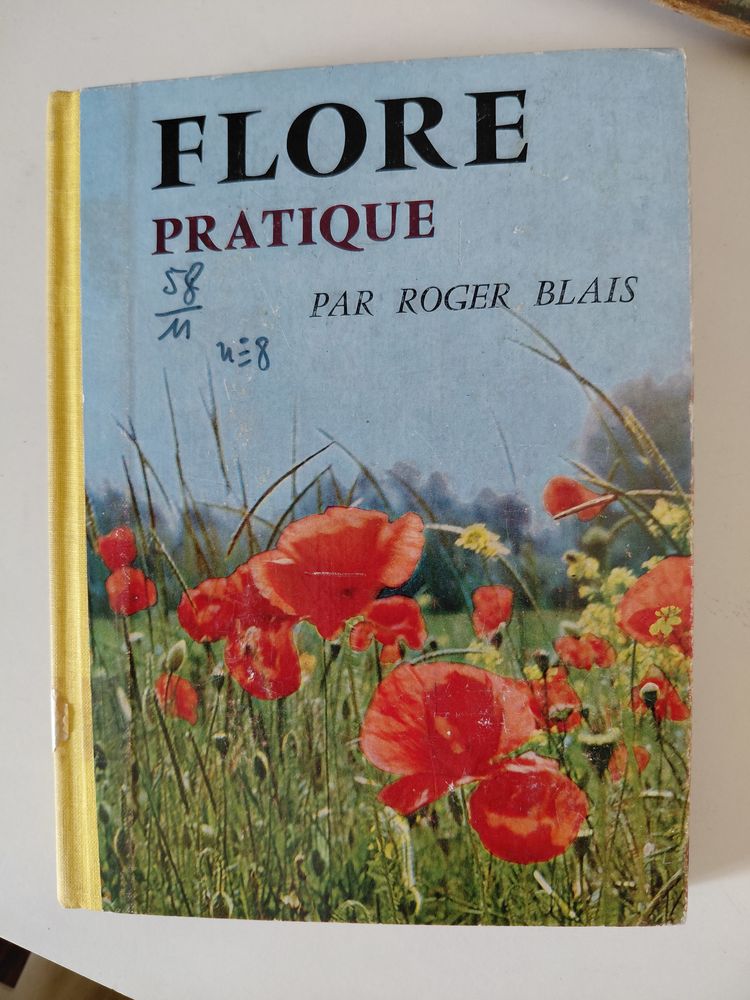 FLORE
PRATIQUE
PAR ROGER BLAIS
58
11
n=8